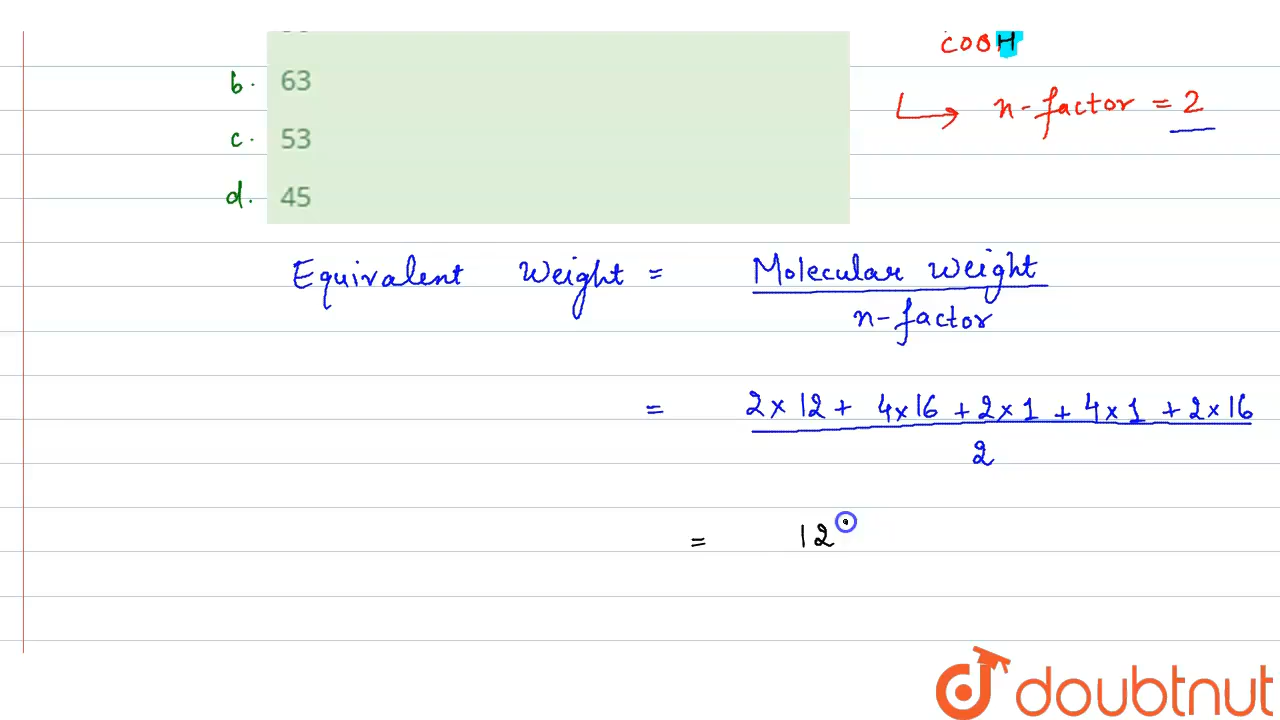 COOH
b. 63
n-factor = 2
c. 53
d. 45
Equivalent Weight = Molecular Weight
n-factor
= 2×12+ 4×16 +2×1 +4×1 +2×16
2
= 12
doubtnut